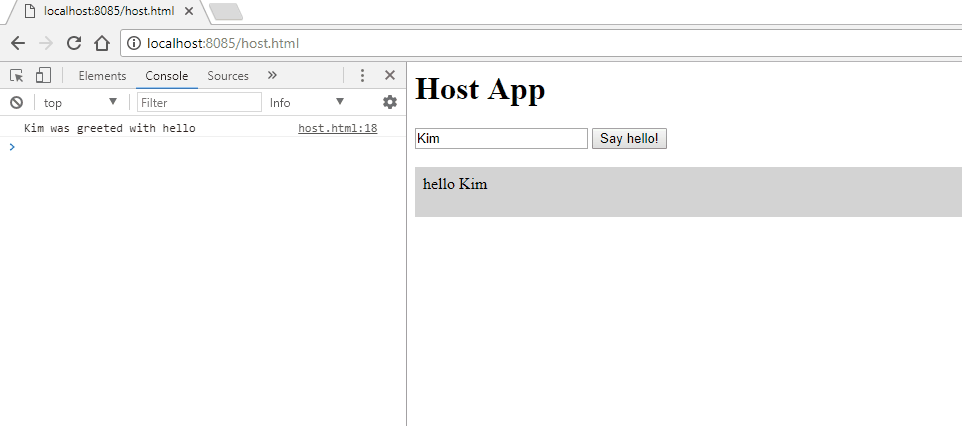 localhost:8085/host.html
localhost:8085/host.html
Elements Console Sources
top Filter Info
Kim was greeted with hello host.html:18
Host App
Kim Say hello!
hello Kim